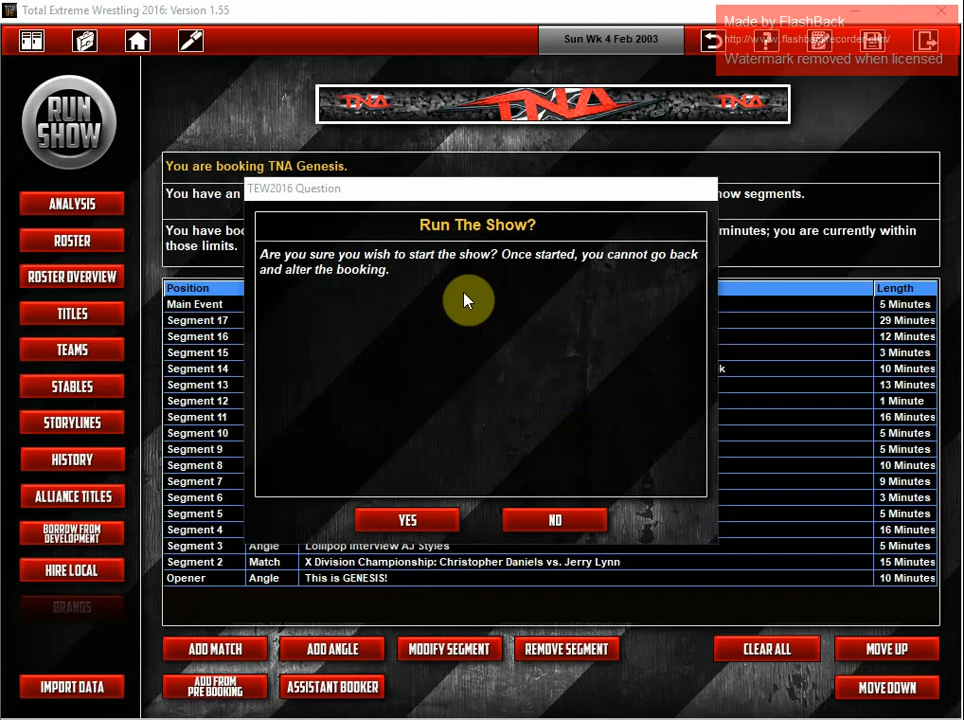 Total Extreme Wrestling 2016: Version 1.55
Made by FlashBack
http://www.flashbackrecorder.com/
Watermark removed when licensed
Sun Wk 4 Feb 2003
RUN SHOW
TNA TNA TNA
You are booking TNA Genesis.
You have an
ow segments.
You have boo
minutes; you are currently within
those limits.
TEW2016 Question
Run The Show?
Are you sure you wish to start the show? Once started, you cannot go back
and alter the booking.
YES
NO
ANALYSIS
ROSTER
ROSTER OVERVIEW
TITLES
TEAMS
STABLES
STORYLINES
HISTORY
ALLIANCE TITLES
BORROW FROM
DEVELOPMENT
HIRE LOCAL
BRANDS
IMPORT DATA
Position Length
Main Event 5 Minutes
Segment 17 29 Minutes
Segment 16 12 Minutes
Segment 15 3 Minutes
Segment 14 k 10 Minutes
Segment 13 13 Minutes
Segment 12 1 Minute
Segment 11 16 Minutes
Segment 10 5 Minutes
Segment 9 5 Minutes
Segment 8 10 Minutes
Segment 7 9 Minutes
Segment 6 3 Minutes
Segment 5 5 Minutes
Segment 4 16 Minutes
Segment 3 Angle Lollipop Interview AJ Styles 5 Minutes
Segment 2 Match X Division Championship: Christopher Daniels vs. Jerry Lynn 15 Minutes
Opener Angle This is GENESIS! 10 Minutes
ADD MATCH
ADD ANGLE
MODIFY SEGMENT
REMOVE SEGMENT
CLEAR ALL
MOVE UP
ADD FROM
PRE BOOKING
ASSISTANT BOOKER
MOVE DOWN